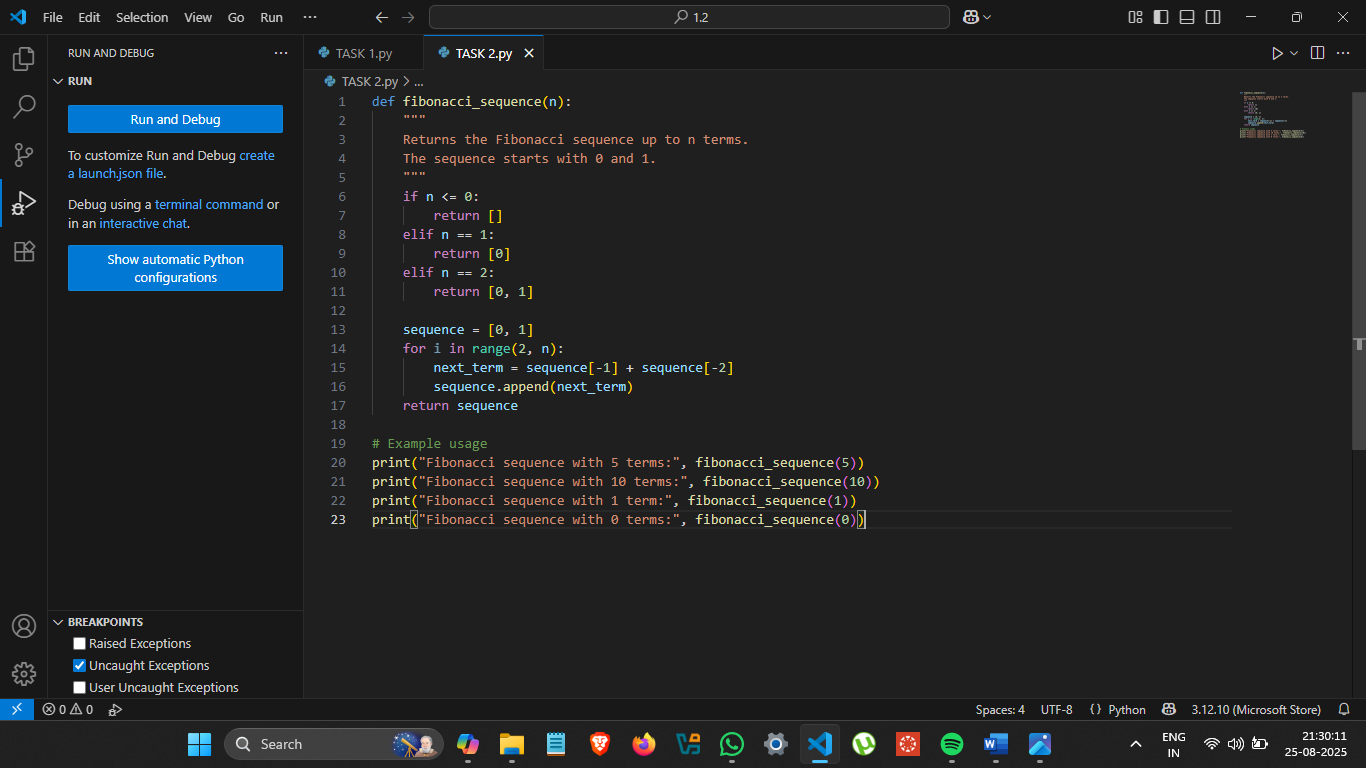 File Edit Selection View Go Run ···
1.2
RUN AND DEBUG ···
RUN
Run and Debug
To customize Run and Debug create
a launch.json file.
Debug using a terminal command or
in an interactive chat.
Show automatic Python
configurations
BREAKPOINTS
Raised Exceptions
Uncaught Exceptions
User Uncaught Exceptions
TASK 1.py
TASK 2.py
TASK 2.py > ...
1 def fibonacci_sequence(n):
2     """
3     Returns the Fibonacci sequence up to n terms.
4     The sequence starts with 0 and 1.
5     """
6     if n <= 0:
7         return []
8     elif n == 1:
9         return [0]
10     elif n == 2:
11         return [0, 1]
12
13     sequence = [0, 1]
14     for i in range(2, n):
15         next_term = sequence[-1] + sequence[-2]
16         sequence.append(next_term)
17     return sequence
18
19 # Example usage
20 print("Fibonacci sequence with 5 terms:", fibonacci_sequence(5))
21 print("Fibonacci sequence with 10 terms:", fibonacci_sequence(10))
22 print("Fibonacci sequence with 1 term:", fibonacci_sequence(1))
23 print("Fibonacci sequence with 0 terms:", fibonacci_sequence(0))
0 0
Spaces: 4 UTF-8 {} Python 3.12.10 (Microsoft Store)
Search
ENG
IN
21:30:11
25-08-2025